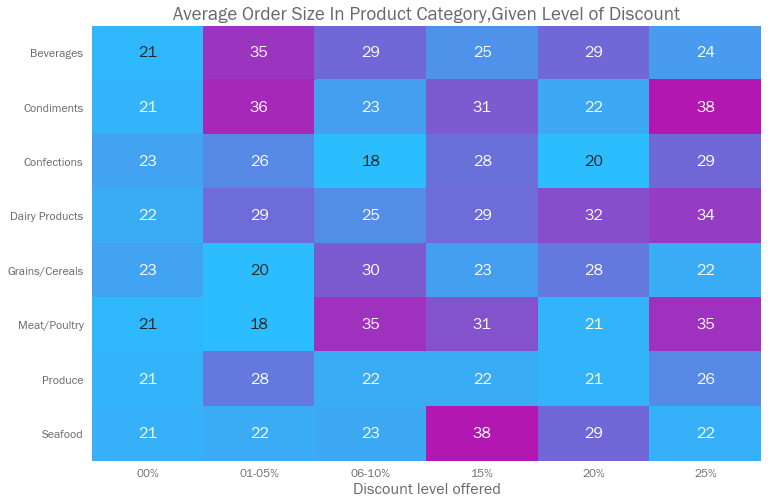 Average Order Size In Product Category,Given Level of Discount
Beverages 21 35 29 25 29 24
Condiments 21 36 23 31 22 38
Confections 23 26 18 28 20 29
Dairy Products 22 29 25 29 32 34
Grains/Cereals 23 20 30 23 28 22
Meat/Poultry 21 18 35 31 21 35
Produce 21 28 22 22 21 26
Seafood 21 22 23 38 29 22
00% 01-05% 06-10% 15% 20% 25%
Discount level offered